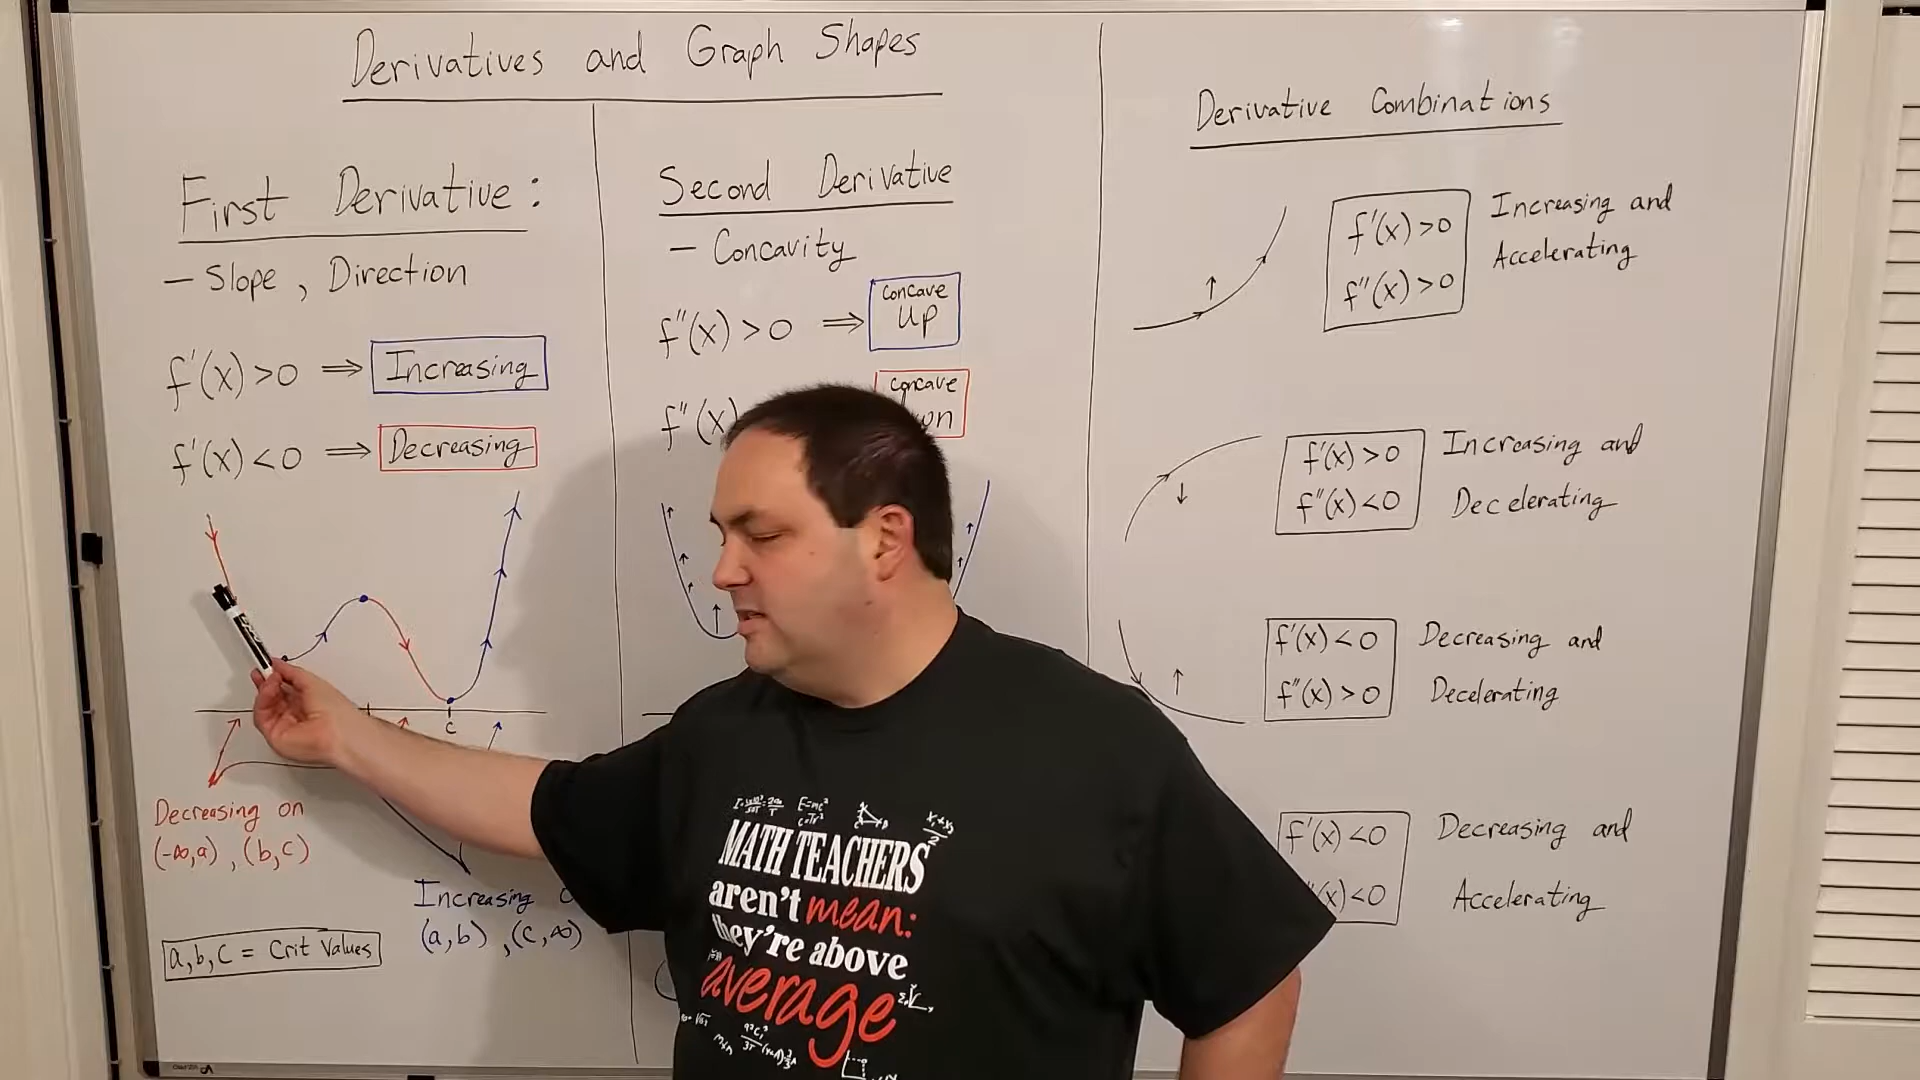 Derivatives and Graph Shapes
First Derivative:
- Slope, Direction
f'(x) > 0 ⟹ Increasing
f'(x) < 0 ⟹ Decreasing
c
Decreasing on
(-∞,a), (b,c)
Increasing
(a,b), (c,∞)
a,b,c = Crit Values
Second Derivative
- Concavity
f''(x) > 0 ⟹ concave up
f''(x)
concave
Derivative Combinations
f'(x) > 0
f''(x) > 0
Increasing and
Accelerating
f'(x) > 0
f''(x) < 0
Increasing and
Decelerating
f'(x) < 0
f''(x) > 0
Decreasing and
Decelerating
f'(x) < 0
(x) < 0
Decreasing and
Accelerating
E=mc²
MATH TEACHERS
aren't mean:
they're above
average